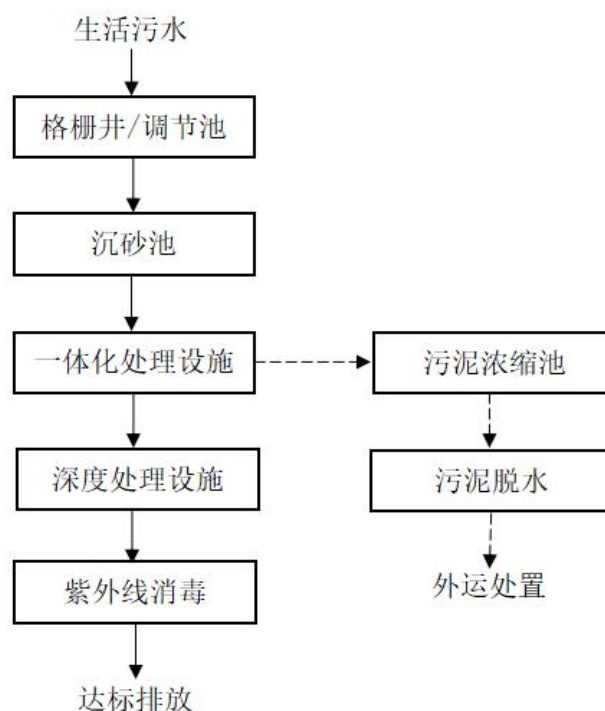 生活污水
格栅井/调节池
沉砂池
一体化处理设施
污泥浓缩池
深度处理设施
污泥脱水
紫外线消毒
外运处置
达标排放